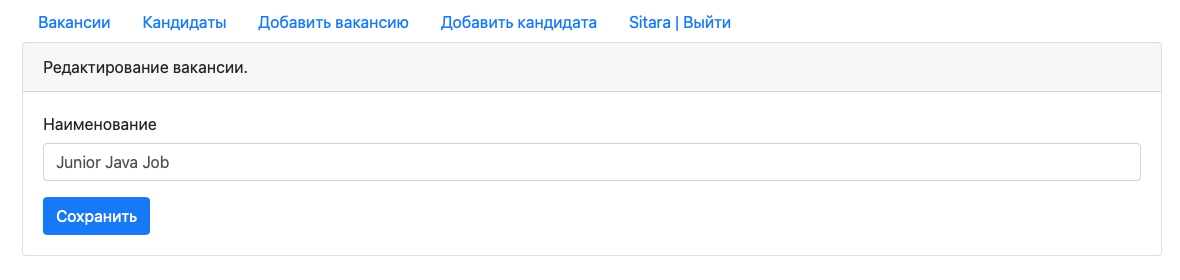 Вакансии Кандидаты Добавить вакансию Добавить кандидата Sitara | Выйти
Редактирование вакансии.
Наименование
Junior Java Job
Сохранить